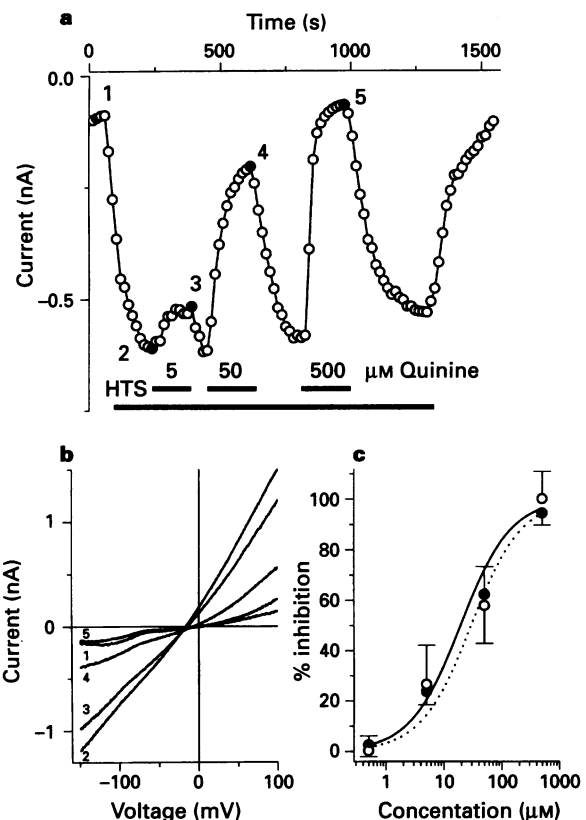 a
Time (s)
0 500 1000 1500
0.0
−0.5
Current (nA)
1
2
3
4
5
5 50 500 μM Quinine
HTS
b
Current (nA)
1
0
−1
5
1
4
3
2
−100 0 100
Voltage (mV)
c
% inhibition
100
80
60
40
20
0
1 10 100 1000
Concentation (μM)